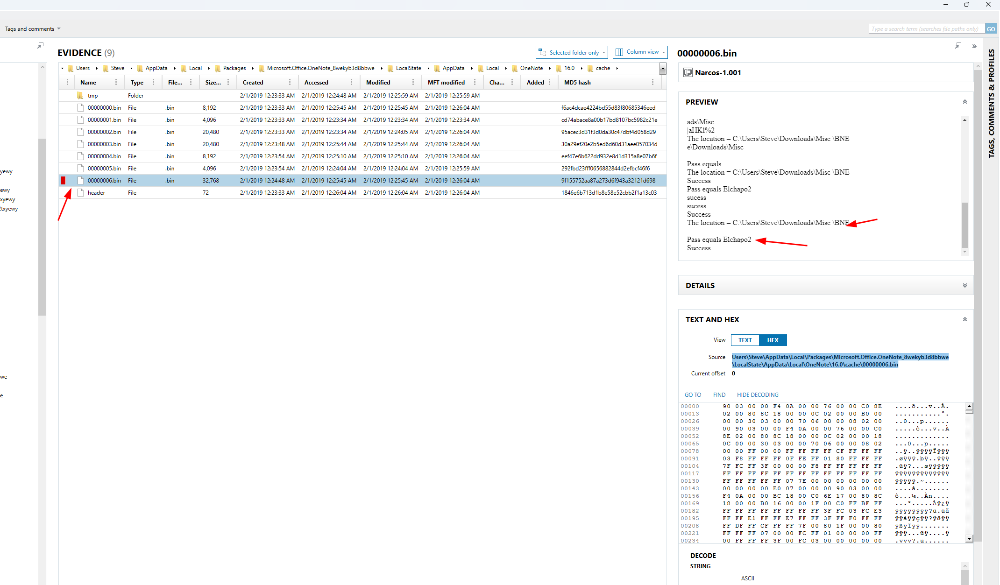 Tags and comments
Type a search term (searches file paths only) GO
EVIDENCE (9)
Selected folder only
Column view
Users Steve AppData Local Packages Microsoft.Office.OneNote_8wekyb3d8bbwe LocalState AppData Local OneNote 16.0 cache
Name Type File... Size... Created Accessed Modified MFT modified Cha... Added MD5 hash
tmp Folder 2/1/2019 12:23:33 AM 2/1/2019 12:24:48 AM 2/1/2019 12:25:59 AM 2/1/2019 12:25:59 AM
00000000.bin File .bin 8,192 2/1/2019 12:23:33 AM 2/1/2019 12:25:45 AM 2/1/2019 12:25:45 AM 2/1/2019 12:26:04 AM f6ac4dcae4224bd55d83f80685346eed
00000001.bin File .bin 4,096 2/1/2019 12:23:33 AM 2/1/2019 12:23:34 AM 2/1/2019 12:23:34 AM 2/1/2019 12:23:34 AM cd74abace8a00b17bd8107bc5982c21e
00000002.bin File .bin 20,480 2/1/2019 12:23:34 AM 2/1/2019 12:23:34 AM 2/1/2019 12:24:05 AM 2/1/2019 12:26:04 AM 95acec3d31f3d0da30c47dbf4d058d29
00000003.bin File .bin 20,480 2/1/2019 12:23:33 AM 2/1/2019 12:25:44 AM 2/1/2019 12:25:44 AM 2/1/2019 12:26:04 AM 30a29ef20e2b5ed6d60d31aee057034d
00000004.bin File .bin 8,192 2/1/2019 12:23:54 AM 2/1/2019 12:25:10 AM 2/1/2019 12:25:10 AM 2/1/2019 12:26:04 AM eef47e6b622dd932e8d1d315a8e07b6f
00000005.bin File .bin 4,096 2/1/2019 12:23:54 AM 2/1/2019 12:24:04 AM 2/1/2019 12:24:04 AM 2/1/2019 12:25:59 AM 292fbd23fff0656882844d2efbcf46f6
00000006.bin File .bin 32,768 2/1/2019 12:24:48 AM 2/1/2019 12:25:45 AM 2/1/2019 12:25:45 AM 2/1/2019 12:26:04 AM 9f155752aa87a273d6f943a32121d698
header File 72 2/1/2019 12:23:33 AM 2/1/2019 12:26:04 AM 2/1/2019 12:26:04 AM 2/1/2019 12:26:04 AM 1846e6b713d1b8e58e52cbb2f1a13c03
yewy
ewy
xyewy
txyewy
we
e
00000006.bin
Narcos-1.001
PREVIEW
ads\Misc
|aHKl%2
The location = C:\Users\Steve\Downloads\Misc \BNE
e\Downloads\Misc
Pass equals
The location = C:\Users\Steve\Downloads\Misc \BNE
Success
Pass equals Elchapo2
sucess
sucess
Success
The location = C:\Users\Steve\Downloads\Misc \BNE
Pass equals Elchapo2
Success
DETAILS
TEXT AND HEX
View TEXT HEX
Source Users\Steve\AppData\Local\Packages\Microsoft.Office.OneNote_8wekyb3d8bbwe
\LocalState\AppData\Local\OneNote\16.0\cache\00000006.bin
Current offset 0
GO TO FIND HIDE DECODING
00000 90 03 00 00 F4 0A 00 00 76 00 00 C0 8E ....ô...v..À.
00013 02 00 80 8C 18 00 00 0C 02 00 00 B0 00 ...........°.
00026 00 00 30 03 00 00 70 06 00 00 08 02 00 ..0...p......
00039 00 90 03 00 00 F4 0A 00 00 76 00 00 C0 .....ô...v..À
00052 8E 02 00 80 8C 18 00 00 0C 02 00 00 18 .............
00065 0C 00 00 30 03 00 00 70 06 00 00 08 02 ...0...p.....
00078 00 00 FF 00 00 FF FF FF FF CF FF FF FF ..ÿ..ÿÿÿÿÏÿÿÿ
00091 03 F8 FF FF FF FF 0F FE FF 01 80 FF FF FF .øÿÿÿ.þÿ..ÿÿÿ
00104 7F FC FF 3F 00 00 00 F8 FF FF FF FF FF .üÿ?...øÿÿÿÿÿ
00117 FF FF FF FF FF FF FF FF FF FF FF FF FF ÿÿÿÿÿÿÿÿÿÿÿÿÿ
00130 FF FF FF FF FF 07 7E 00 00 00 00 00 00 ÿÿÿÿÿ.~......
00143 00 00 00 00 E0 07 00 00 00 90 03 00 00 ....à........
00156 F4 0A 00 00 BC 18 00 C0 6E 17 00 80 8C ô...¼..Àn....
00169 18 00 00 B0 16 00 00 1F 00 C0 FF BF FF ...°.....Àÿ¿ÿ
00182 FF FF FF FF FF FF FF FF 3F FC 03 FC E3 ÿÿÿÿÿÿÿÿ?ü.üã
00195 FF FF E1 FF FF E7 FF FF 3F FF F0 FF FF ÿÿáÿÿçÿÿ?ÿðÿÿ
00208 FF DF FF CF FF FF 7F 00 80 1F 00 00 80 ÿßÿÏÿÿ.......
00221 FF FF FF 07 00 00 FC FF 01 00 00 00 FF ÿÿÿ...üÿ....ÿ
00234 00 FF FF FF 3F 00 FC 03 00 00 00 00 00 .ÿÿÿ?.ü......
DECODE
STRING
ASCII
TAGS, COMMENTS & PROFILES